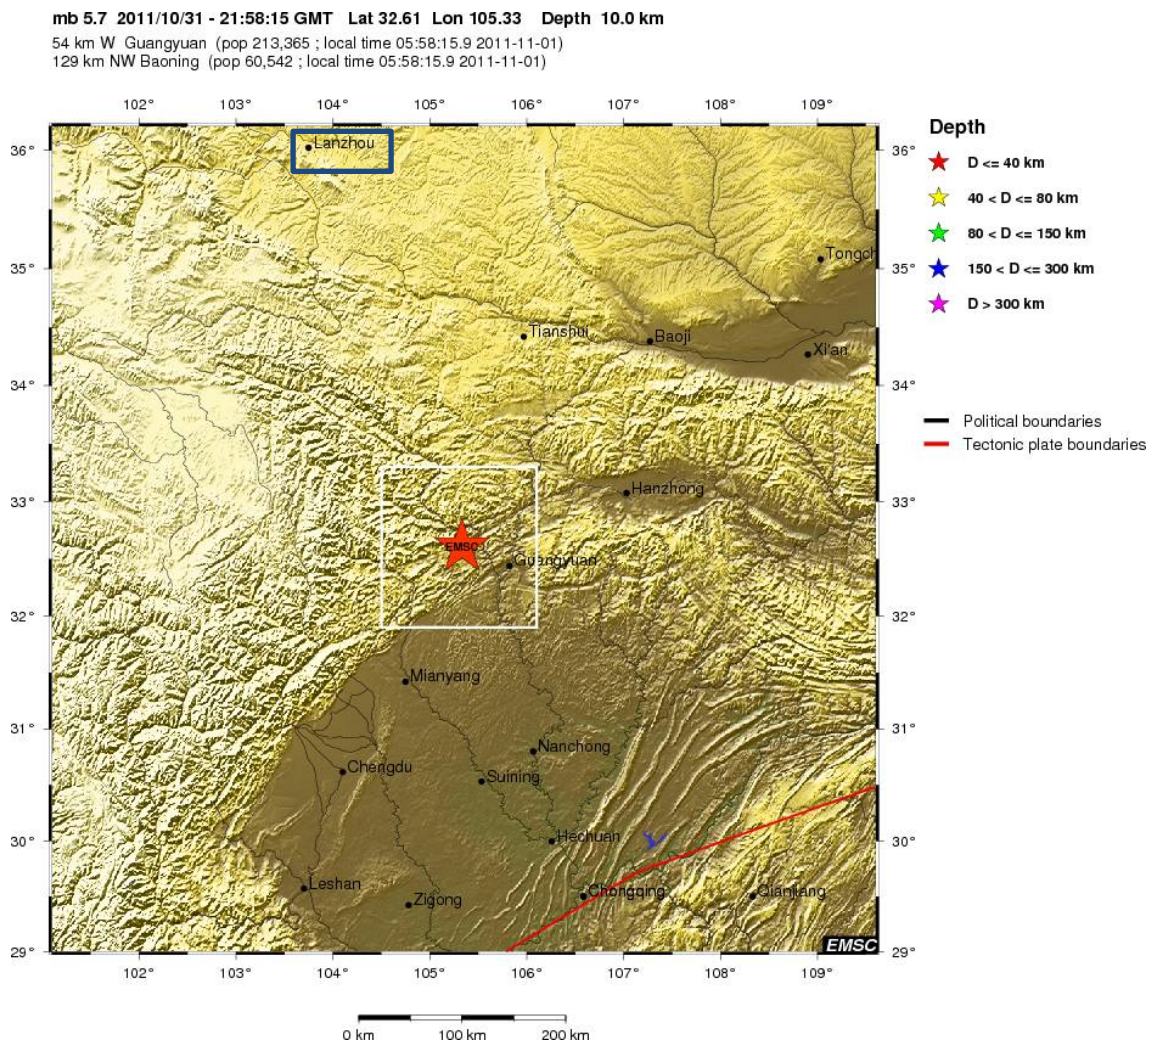 mb 5.7 2011/10/31 - 21:58:15 GMT Lat 32.61 Lon 105.33 Depth 10.0 km
54 km W Guangyuan (pop 213,365 ; local time 05:58:15.9 2011-11-01)
129 km NW Baoning (pop 60,542 ; local time 05:58:15.9 2011-11-01)
102° 103° 104° 105° 106° 107° 108° 109°
Depth
D <= 40 km
40 < D <= 80 km
80 < D <= 150 km
150 < D <= 300 km
D > 300 km
Political boundaries
Tectonic plate boundaries
36° Lanzhou 36°
Tongch
35° 35°
Tianshui Baoji
Xi'an
34° 34°
Hanzhong
33° 33°
EMSC
Guangyuan
32° 32°
Mianyang
31° 31°
Nanchong
Chengdu Suining
30° Hechuan 30°
Leshan Chongqing Qianjiang
Zigong
29° EMSC 29°
102° 103° 104° 105° 106° 107° 108° 109°
0 km 100 km 200 km